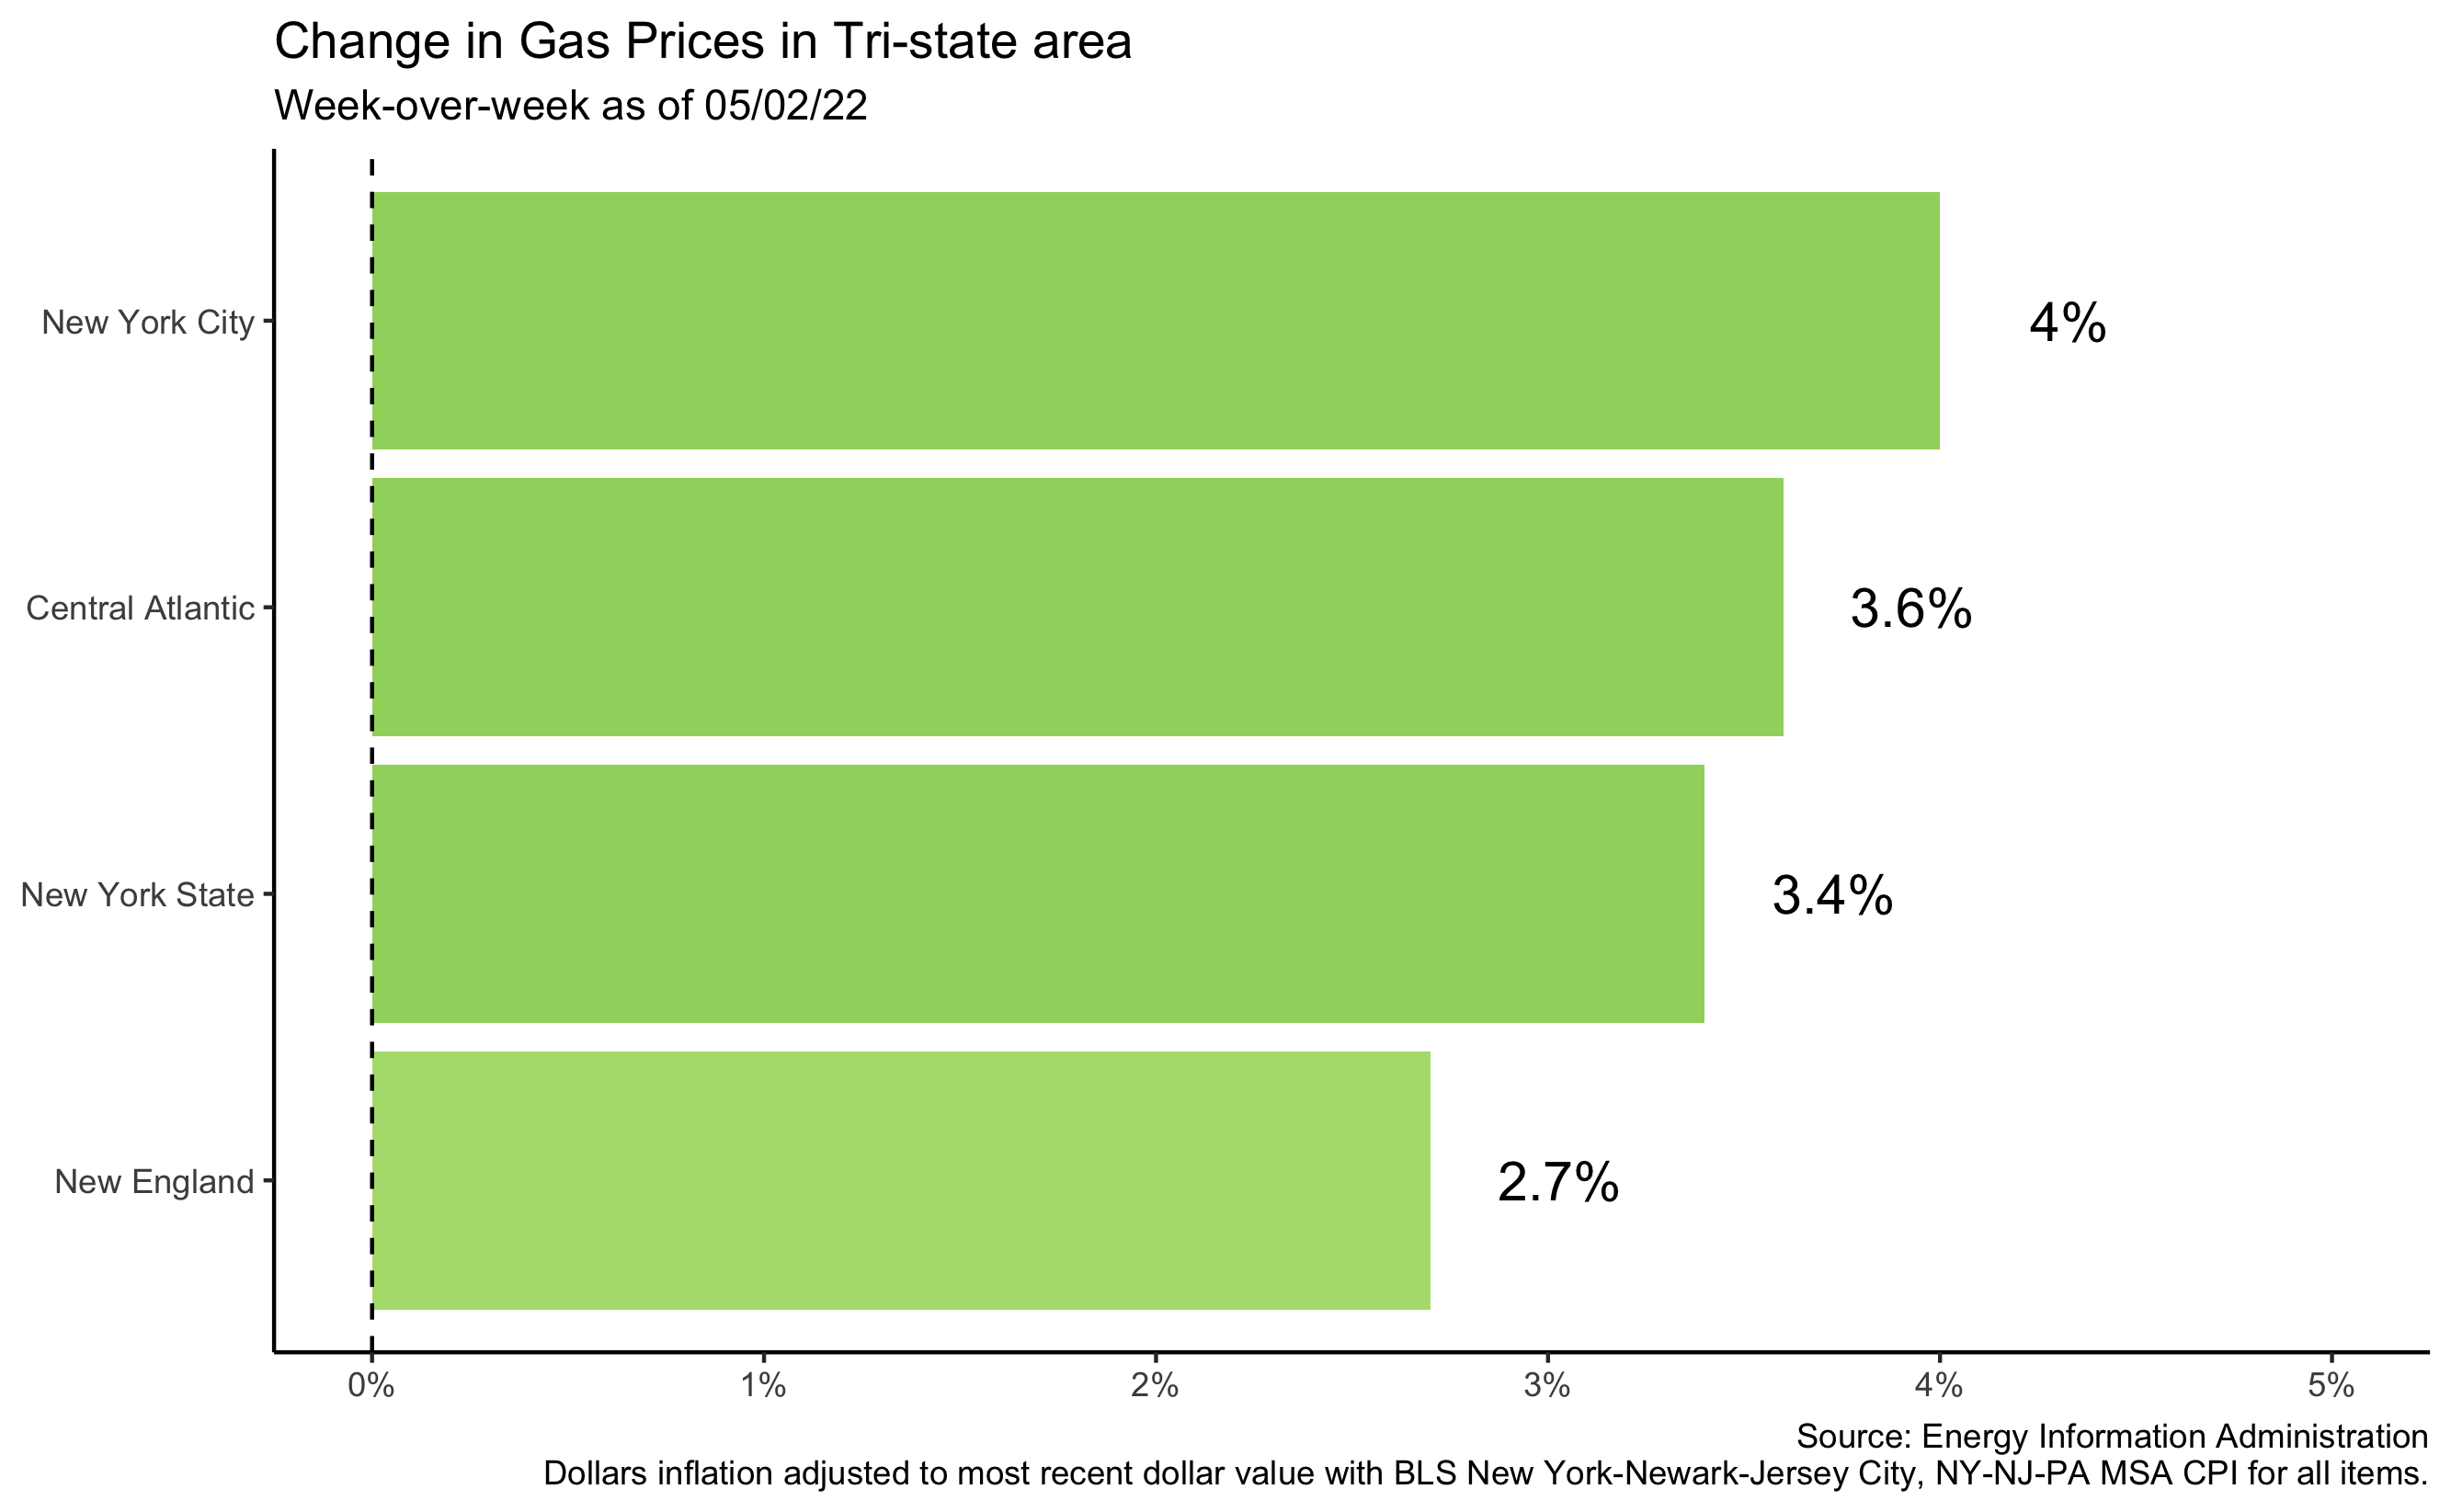 Change in Gas Prices in Tri-state area
Week-over-week as of 05/02/22
New York City
4%
Central Atlantic
3.6%
New York State
3.4%
New England
2.7%
0% 1% 2% 3% 4% 5%
Source: Energy Information Administration
Dollars inflation adjusted to most recent dollar value with BLS New York-Newark-Jersey City, NY-NJ-PA MSA CPI for all items.